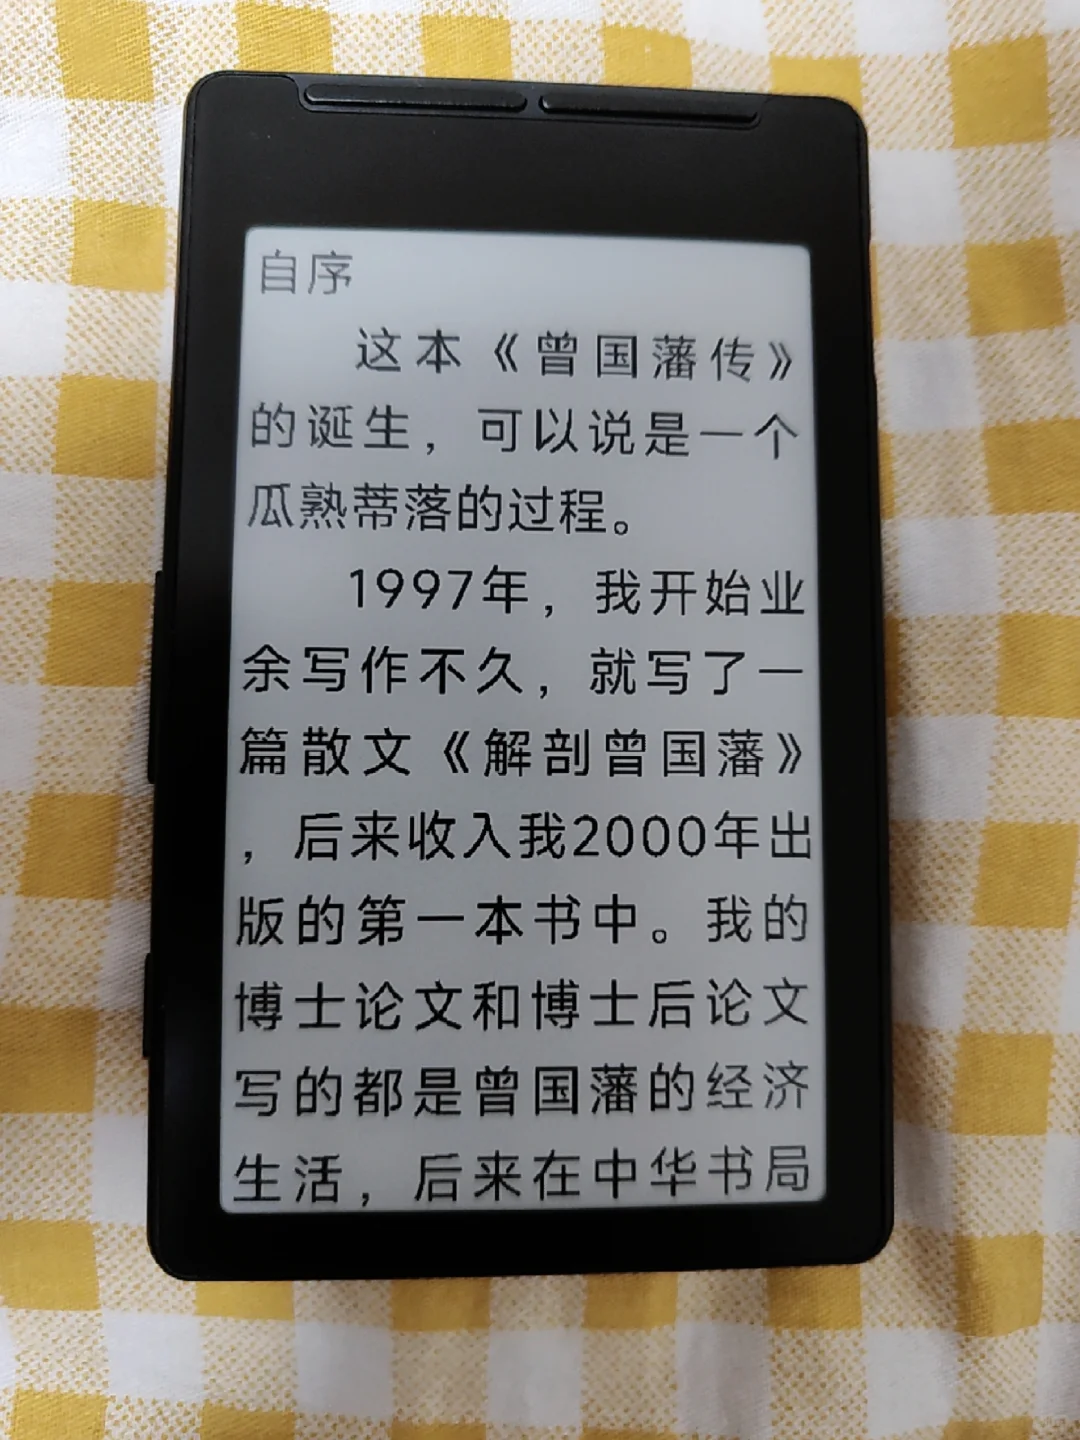 自序
这本《曾国藩传》
的诞生，可以说是一个
瓜熟蒂落的过程。
1997年，我开始业
余写作不久，就写了一
篇散文《解剖曾国藩》
，后来收入我2000年出
版的第一本书中。我的
博士论文和博士后论文
写的都是曾国藩的经济
生活，后来在中华书局